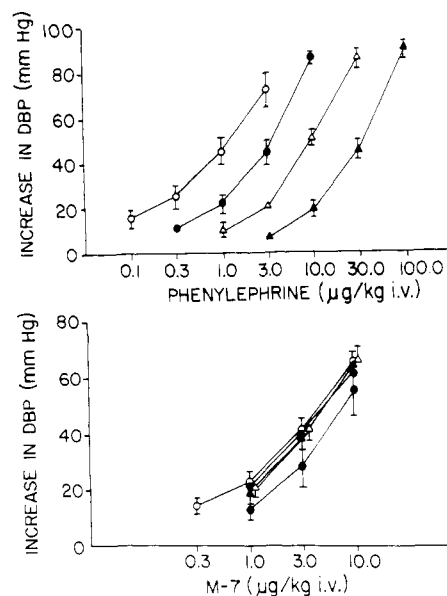 INCREASE IN DBP (mm Hg)
100
80
60
40
20
0
0.1 0.3 1.0 3.0 10.0 30.0 100.0
PHENYLEPHRINE (μg/kg i.v.)
INCREASE IN DBP (mm Hg)
80
60
40
20
0
0.3 1.0 3.0 10.0
M-7 (μg/kg i.v.)